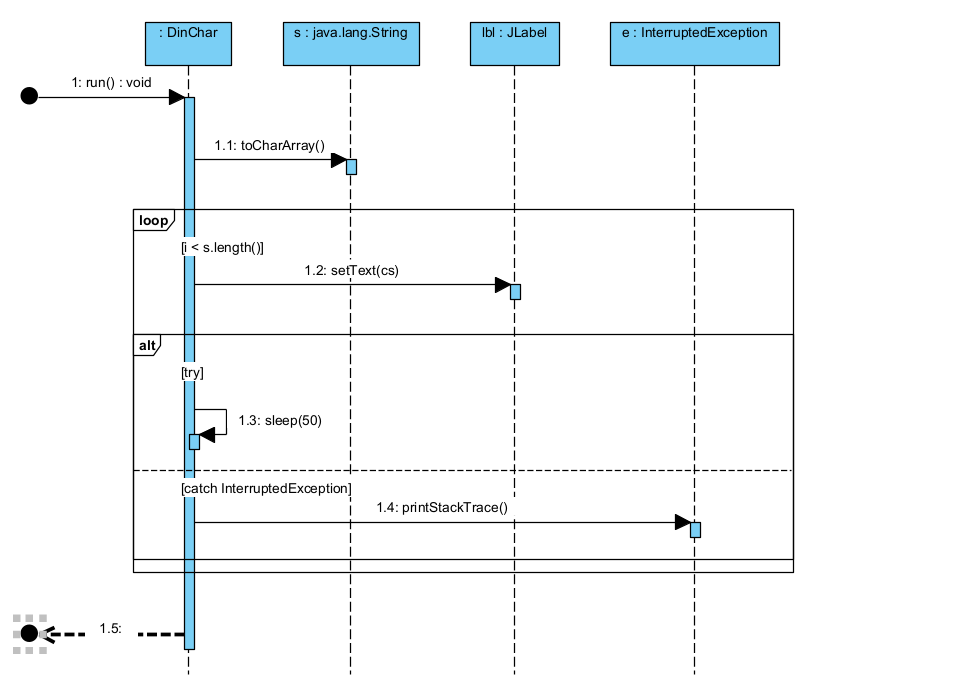 : DinChar
s : java.lang.String
lbl : JLabel
e : InterruptedException
1: run() : void
1.1: toCharArray()
loop
[i < s.length()]
1.2: setText(cs)
alt
[try]
1.3: sleep(50)
[catch InterruptedException]
1.4: printStackTrace()
1.5: